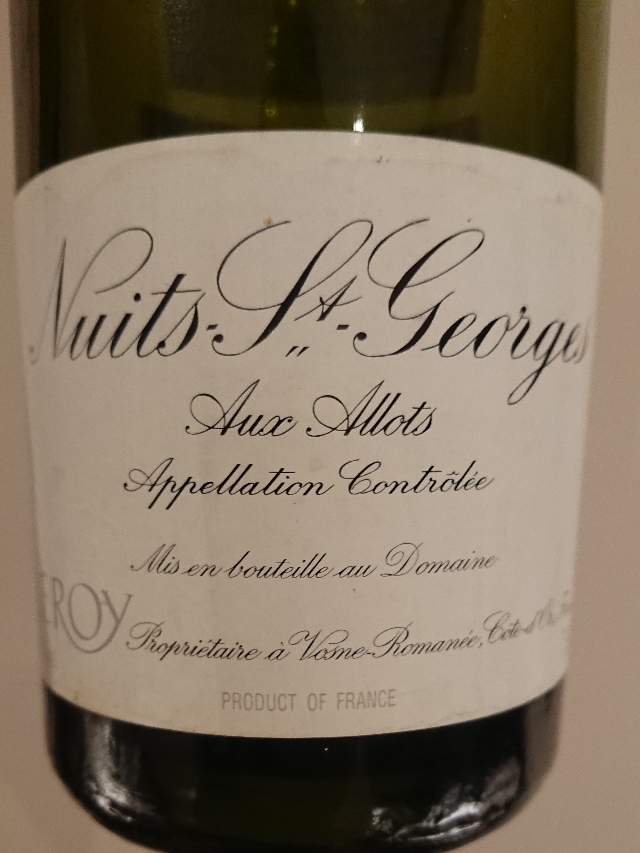 Nuits-St-Georges
Aux Allots
Appellation Contrôlée
Mis en bouteille au Domaine
EROY
Propriétaire à Vosne-Romanée, Côte-d'Or,
PRODUCT OF FRANCE